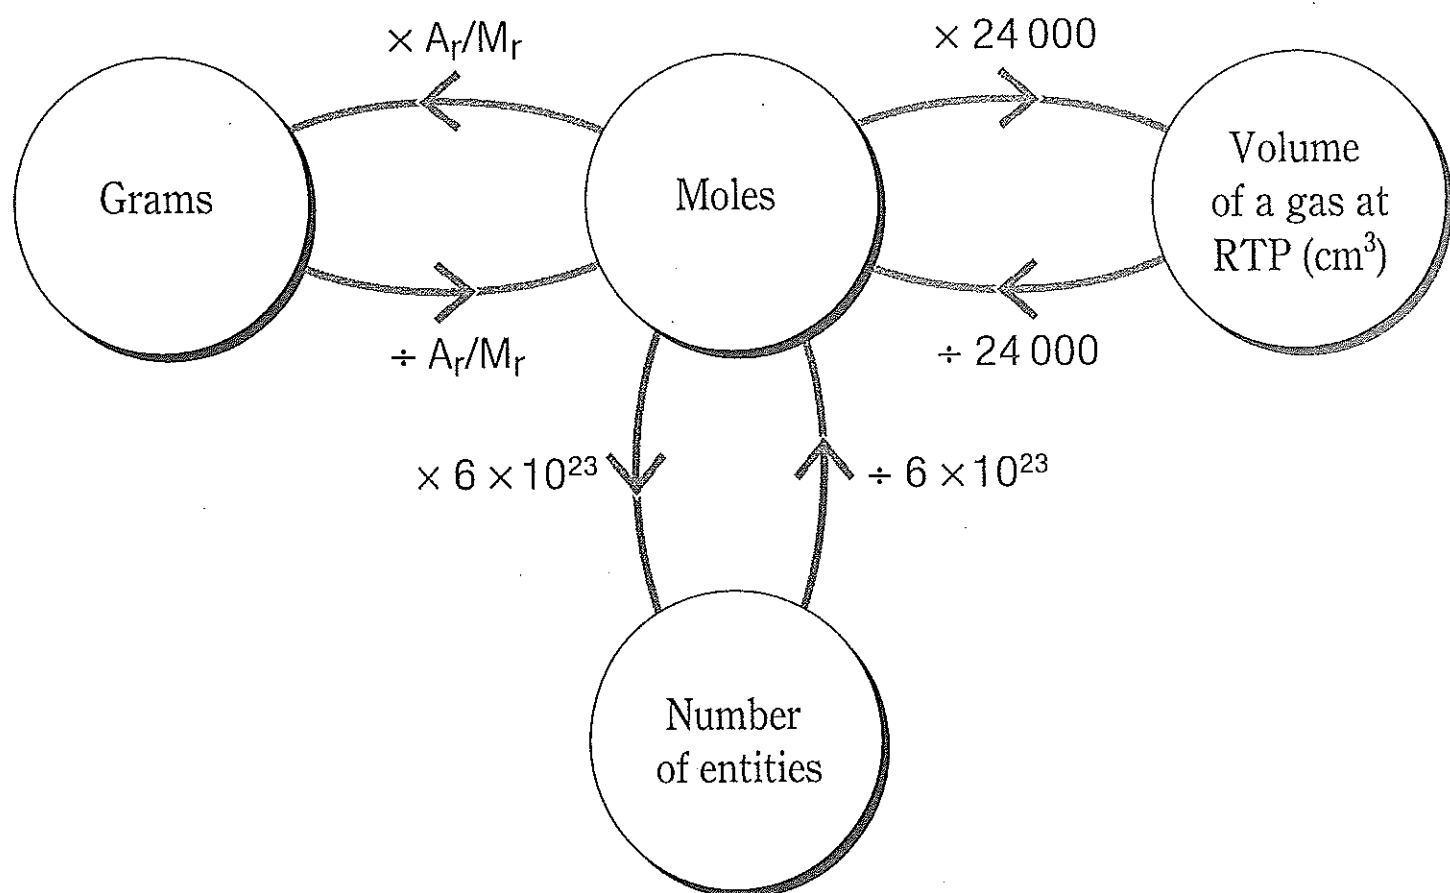 × Aᵣ/Mᵣ
× 24 000
Grams
Moles
Volume
of a gas at
RTP (cm³)
÷ Aᵣ/Mᵣ
÷ 24 000
× 6 × 10²³
÷ 6 × 10²³
Number
of entities